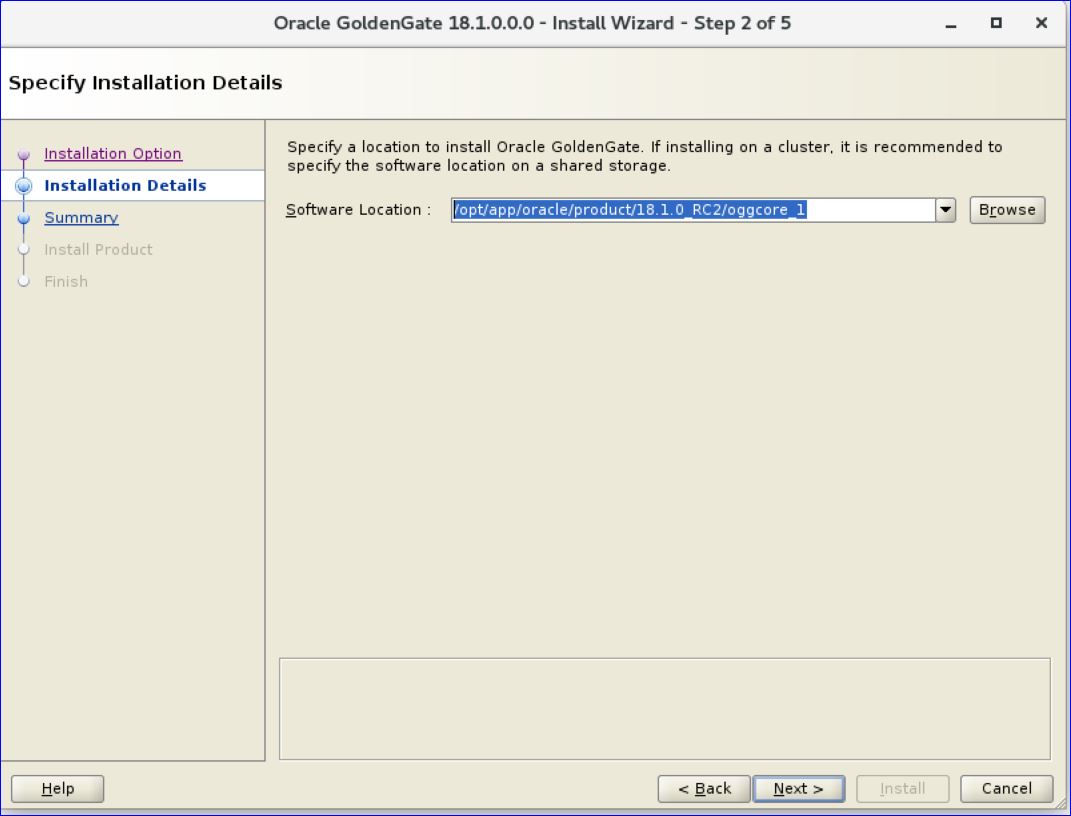 Oracle GoldenGate 18.1.0.0.0 - Install Wizard - Step 2 of 5
Specify Installation Details
Installation Option
Installation Details
Summary
Install Product
Finish
Specify a location to install Oracle GoldenGate. If installing on a cluster, it is recommended to
specify the software location on a shared storage.
Software Location : /opt/app/oracle/product/18.1.0_RC2/oggcore_1 Browse
Help < Back Next > Install Cancel